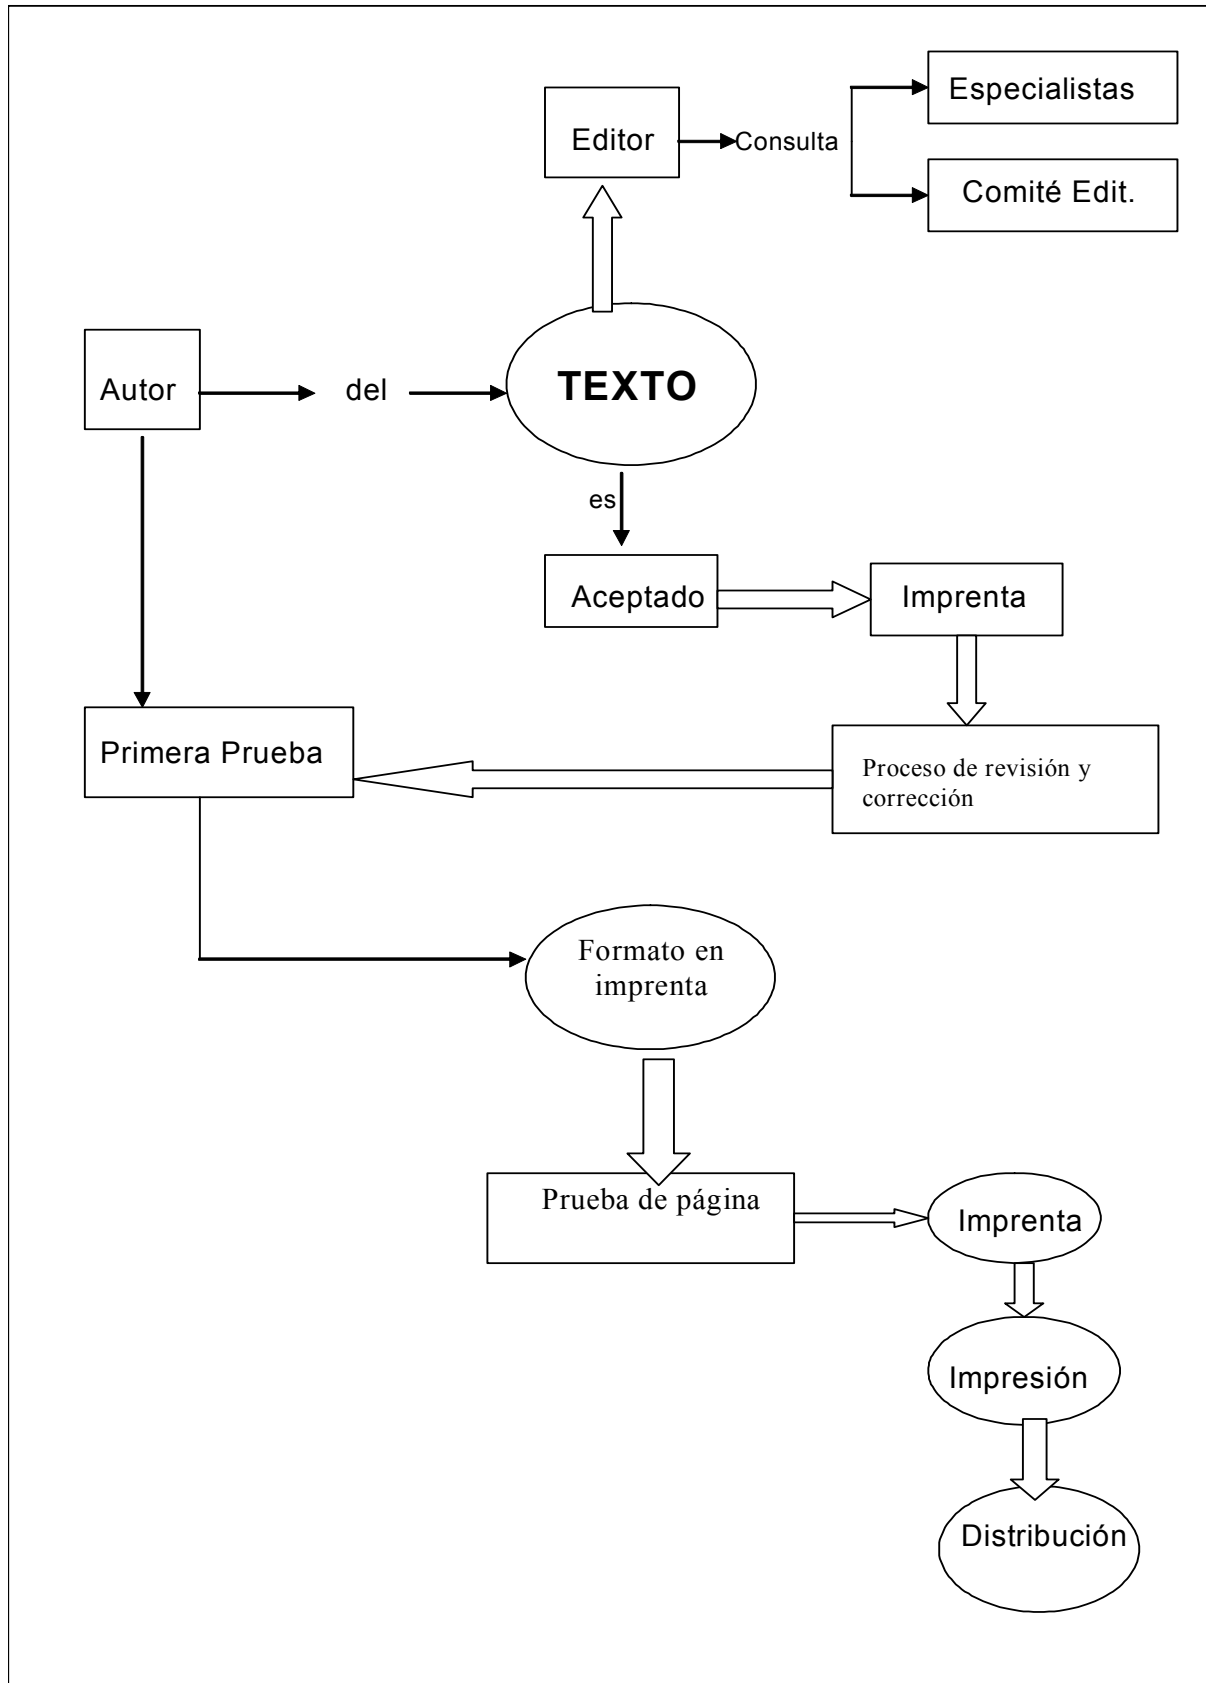 Especialistas
Editor
Consulta
Comité Edit.
Autor
del
TEXTO
es
Aceptado
Imprenta
Primera Prueba
Proceso de revisión y
corrección
Formato en
imprenta
Prueba de página
Imprenta
Impresión
Distribución